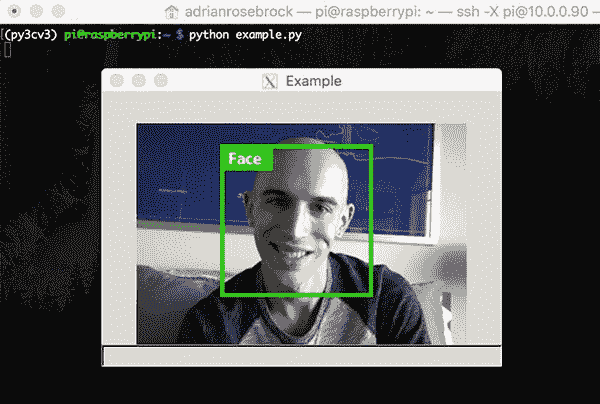 adrianrosebrock — pi@raspberrypi: ~ — ssh -X pi@10.0.0.90 —
(py3cv3) pi@raspberrypi:~ $ python example.py
Example
Face